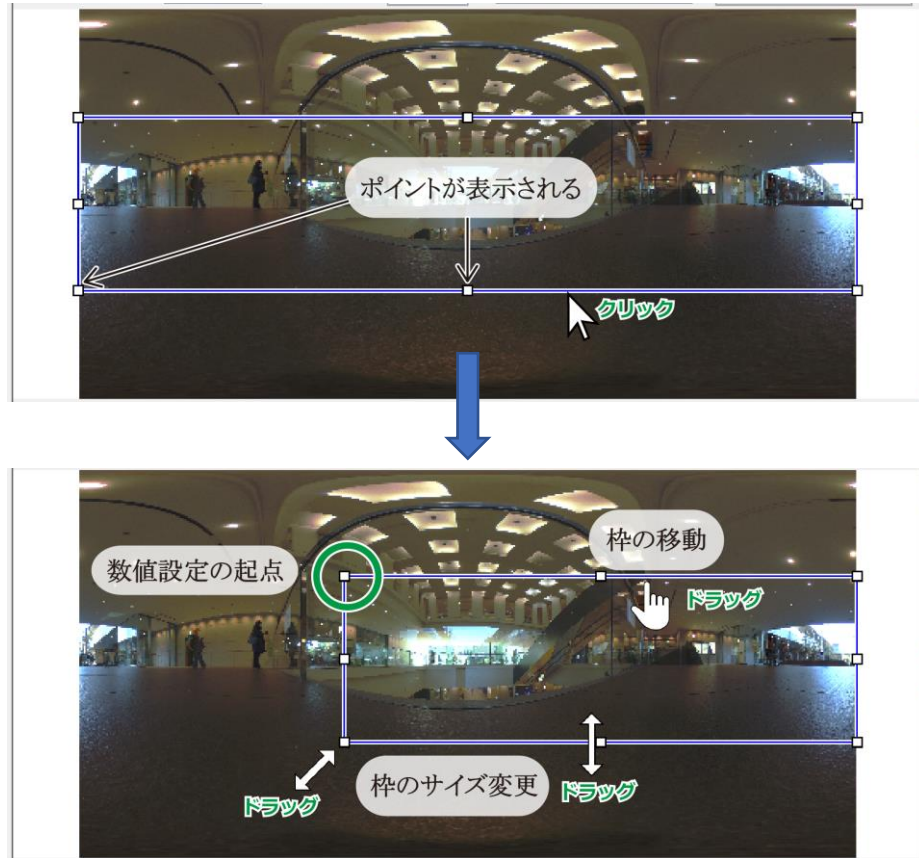 ポイントが表示される
クリック
数値設定の起点
枠の移動
ドラッグ
枠のサイズ変更
ドラッグ
ドラッグ